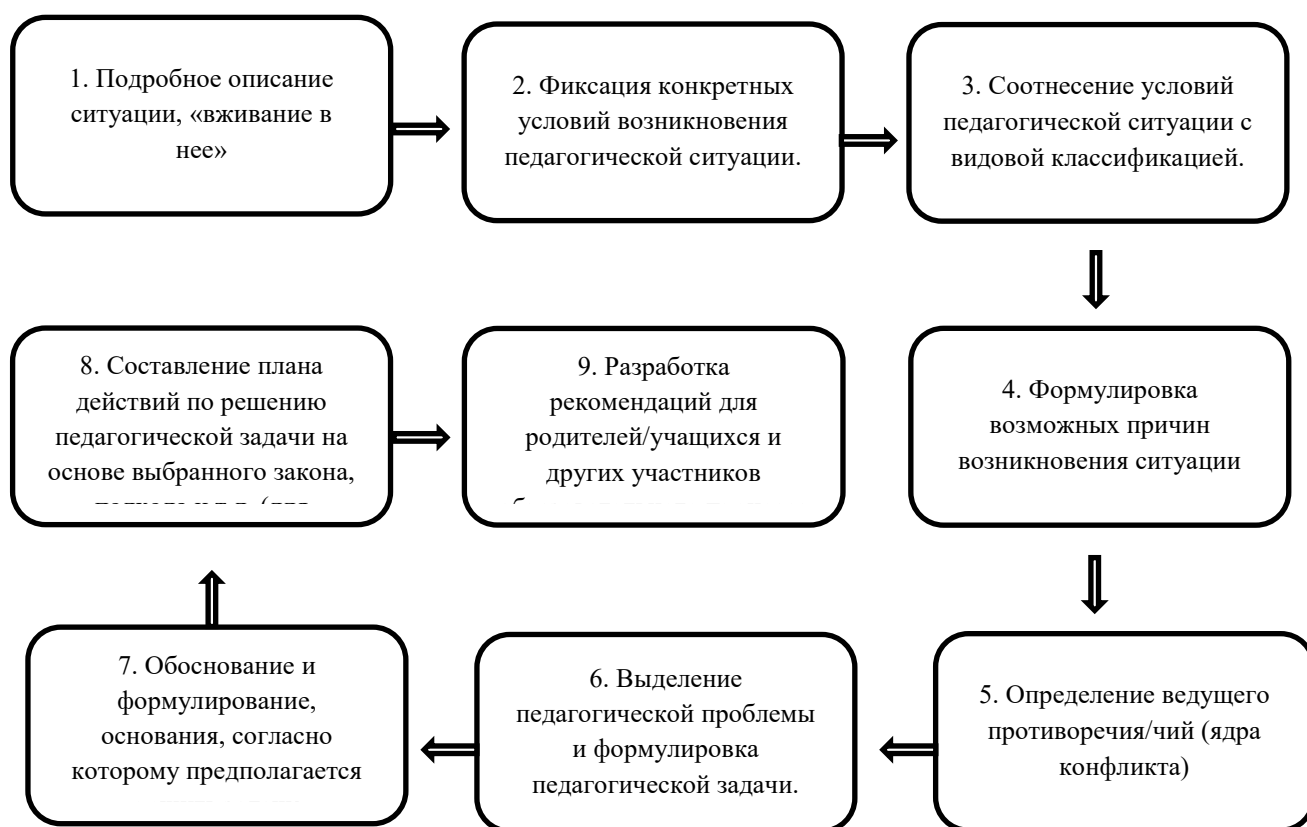 1. Подробное описание
ситуации, «вживание в
нее»
2. Фиксация конкретных
условий возникновения
педагогической ситуации.
3. Соотнесение условий
педагогической ситуации с
видовой классификацией.
4. Формулировка
возможных причин
возникновения ситуации
5. Определение ведущего
противоречия/чий (ядра
конфликта)
6. Выделение
педагогической проблемы
и формулировка
педагогической задачи.
7. Обоснование и
формулирование,
основания, согласно
которому предполагается
8. Составление плана
действий по решению
педагогической задачи на
основе выбранного закона,
9. Разработка
рекомендаций для
родителей/учащихся и
других участников